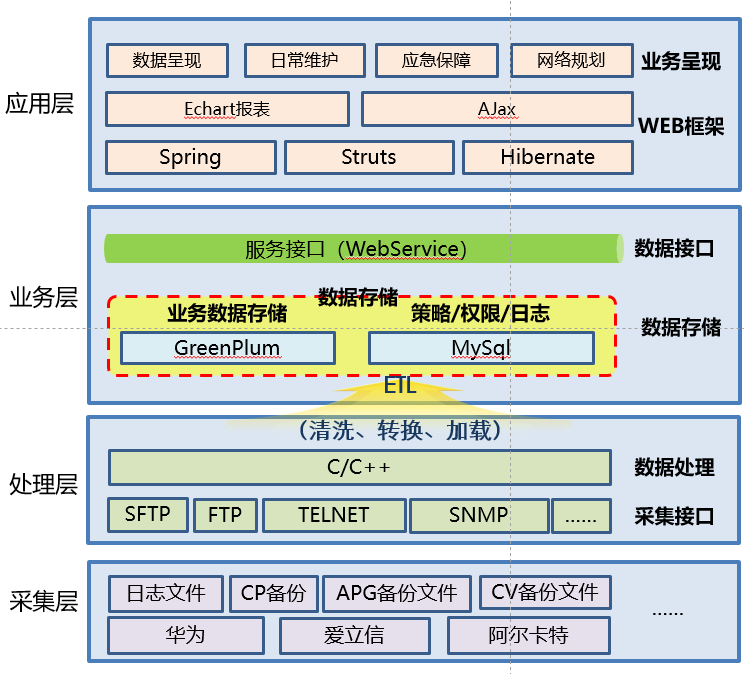 应用层
数据呈现 日常维护 应急保障 网络规划 业务呈现
Echart报表 AJax
WEB框架
Spring Struts Hibernate
业务层
服务接口（WebService） 数据接口
数据存储
业务数据存储 策略/权限/日志
数据存储
GreenPlum MySql
ETL
（清洗、转换、加载）
处理层
C/C++ 数据处理
SFTP FTP TELNET SNMP …… 采集接口
采集层
日志文件 CP备份 APG备份文件 CV备份文件
……
华为 爱立信 阿尔卡特